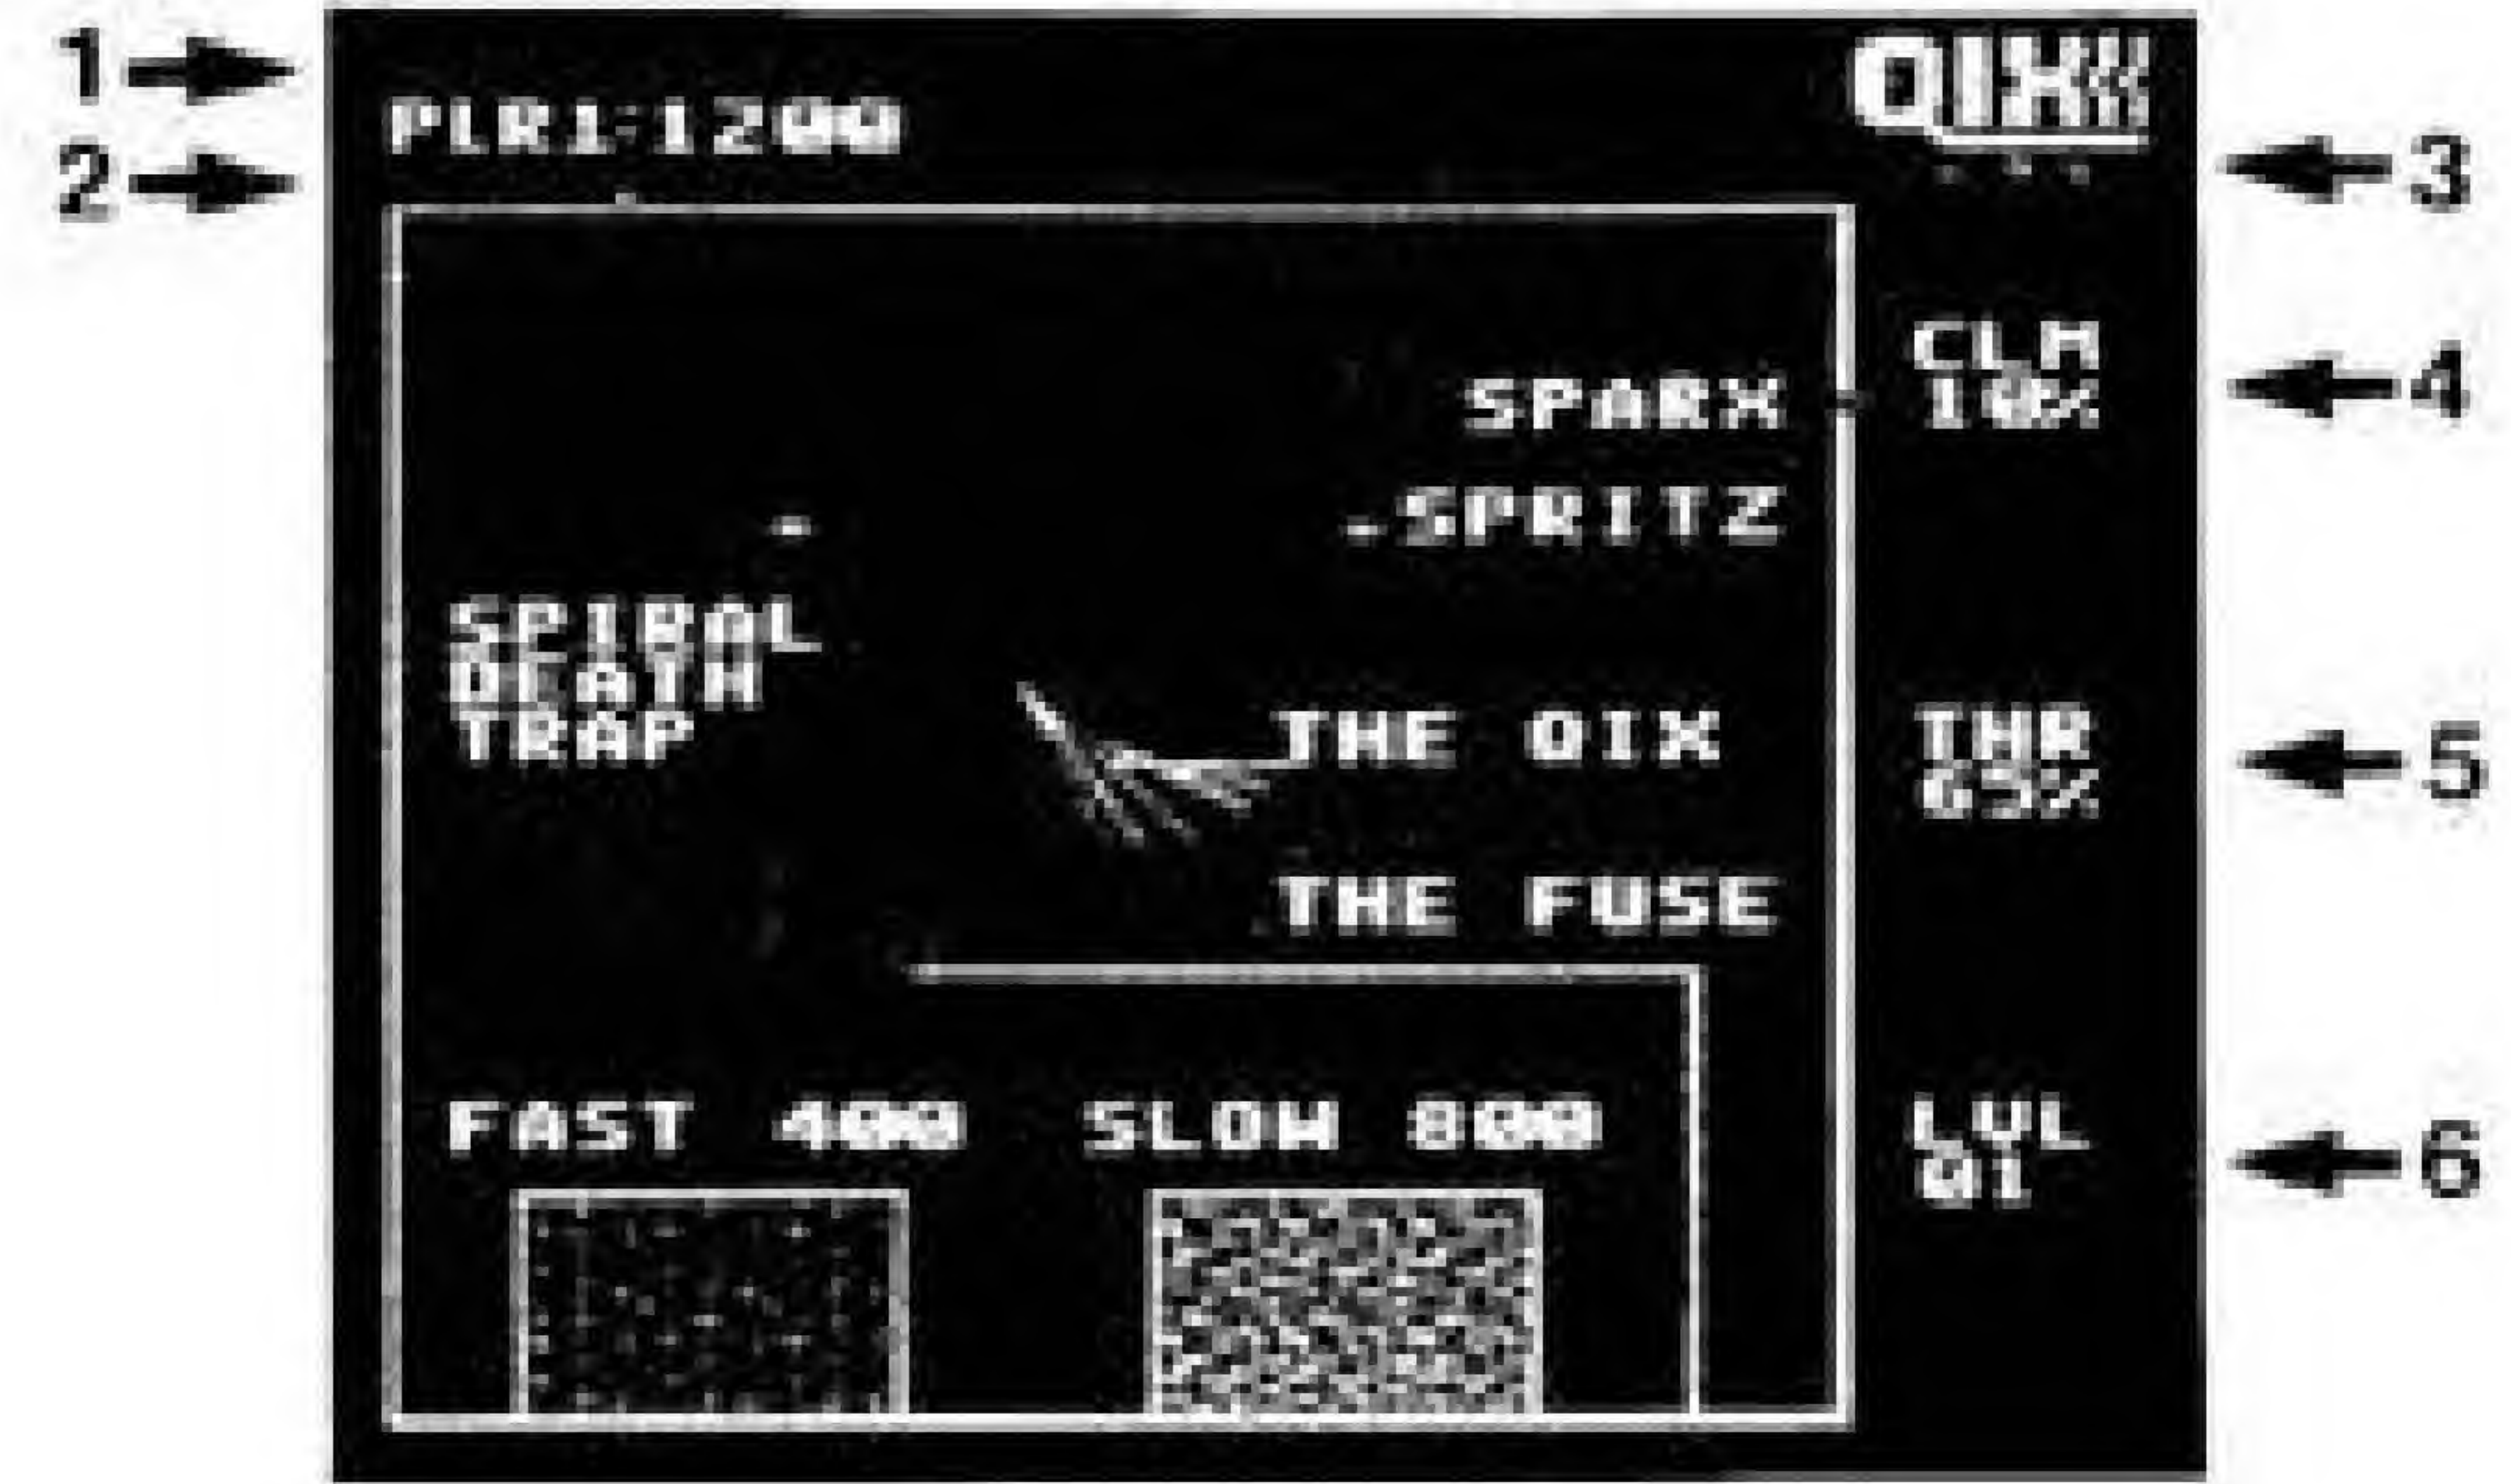 1
QIX
PLR1:1200
2
3
CLM
10%
4
SPARX
SPRITZ
SPIRAL
DEATH
TRAP
THE QIX
THR
65%
5
THE FUSE
FAST 400 SLOW 800
LVL
01
6